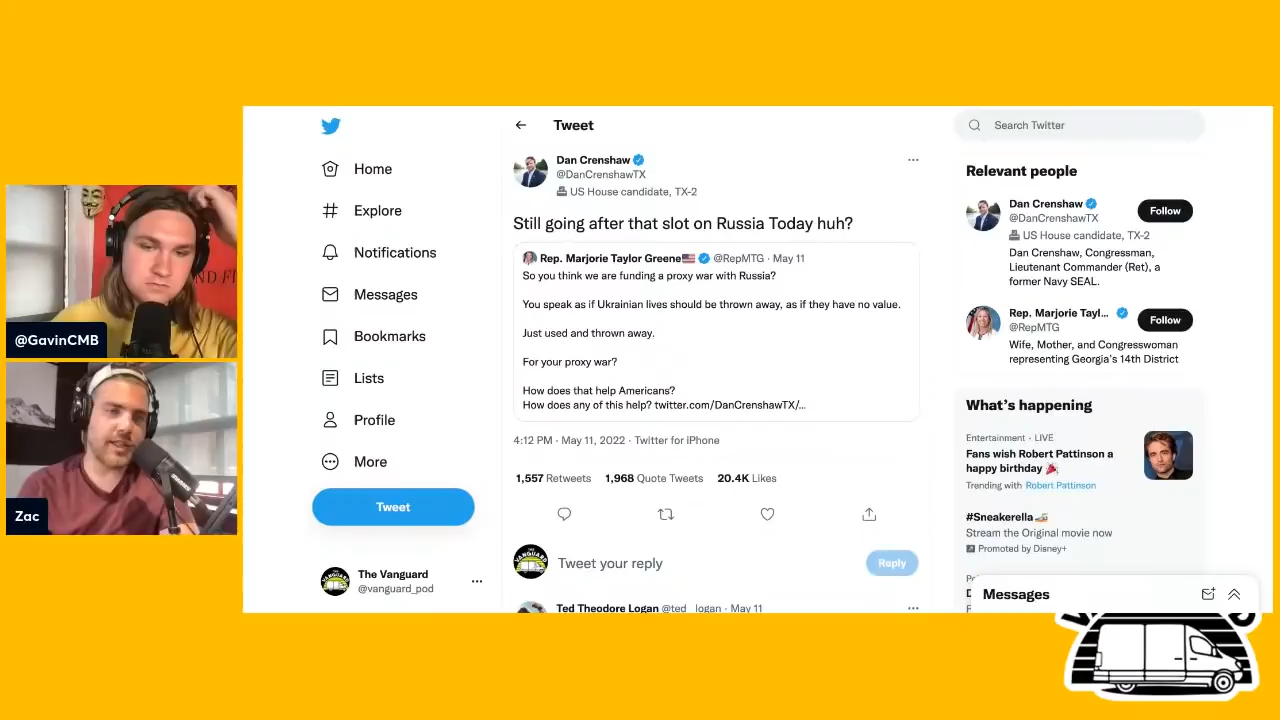 @GavinCMB
Zac
Home
Explore
Notifications
Messages
Bookmarks
Lists
Profile
More
Tweet
The Vanguard
@vanguard_pod
Tweet
Dan Crenshaw
@DanCrenshawTX
US House candidate, TX-2
Still going after that slot on Russia Today huh?
Rep. Marjorie Taylor Greene @RepMTG · May 11
So you think we are funding a proxy war with Russia?
You speak as if Ukrainian lives should be thrown away, as if they have no value.
Just used and thrown away.
For your proxy war?
How does that help Americans?
How does any of this help? twitter.com/DanCrenshawTX/...
4:12 PM · May 11, 2022 · Twitter for iPhone
1,557 Retweets 1,968 Quote Tweets 20.4K Likes
Tweet your reply
Reply
Ted Theodore Logan @ted_logan · May 11
Search Twitter
Relevant people
Dan Crenshaw
@DanCrenshawTX
Follow
US House candidate, TX-2
Dan Crenshaw, Congressman,
Lieutenant Commander (Ret), a
former Navy SEAL.
Rep. Marjorie Tayl...
@RepMTG
Follow
Wife, Mother, and Congresswoman
representing Georgia's 14th District
What's happening
Entertainment · LIVE
Fans wish Robert Pattinson a
happy birthday
Trending with Robert Pattinson
#Sneakerella
Stream the Original movie now
Promoted by Disney+
Messages